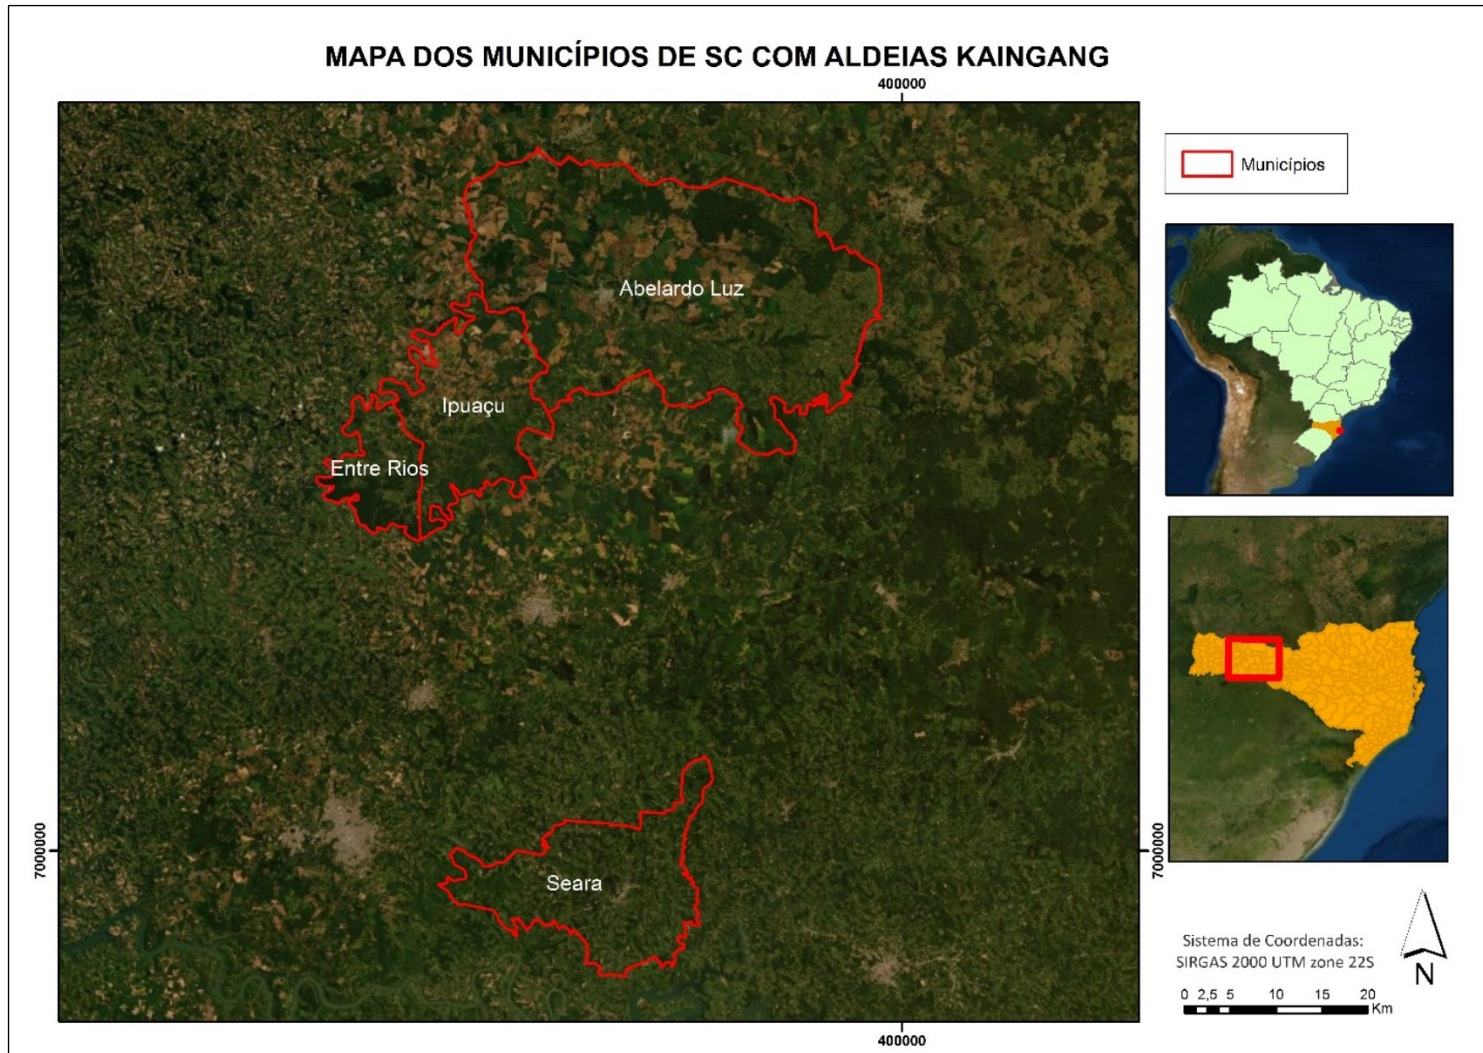 MAPA DOS MUNICÍPIOS DE SC COM ALDEIAS KAINGANG
400000
Municípios
Abelardo Luz
Ipuaçu
Entre Rios
7000000
7000000
Seara
Sistema de Coordenadas:
SIRGAS 2000 UTM zone 22S
N
0 2,5 5 10 15 20
Km
400000